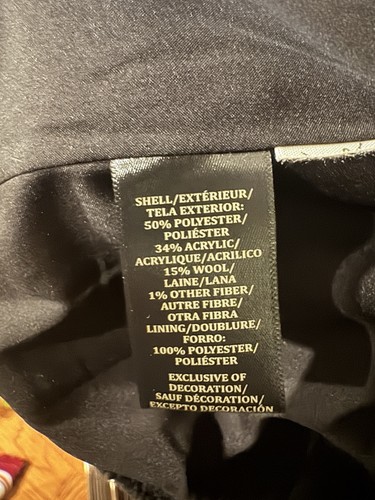 SHELL/EXTÉRIEUR/
TELA EXTERIOR:
50% POLYESTER/
POLIÉSTER
34% ACRYLIC/
ACRYLIQUE/ACRILICO
15% WOOL/
LAINE/LANA
1% OTHER FIBER/
AUTRE FIBRE/
OTRA FIBRA
LINING/DOUBLURE/
FORRO:
100% POLYESTER/
POLIÉSTER
EXCLUSIVE OF
DECORATION/
SAUF DÉCORATION/
EXCEPTO DECORACIÓN